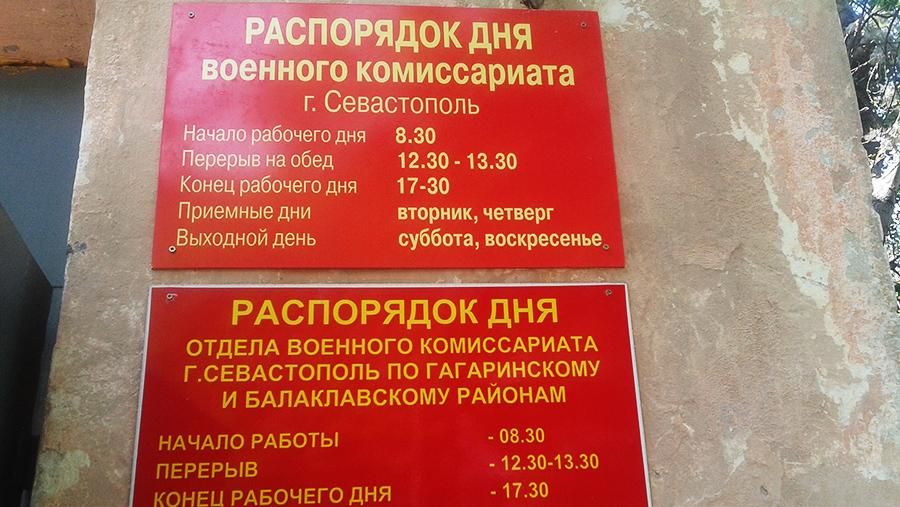 РАСПОРЯДОК ДНЯ
ВОЕННОГО КОМИССАРИАТА
г. Севастополь
Начало рабочего дня 8.30
Перерыв на обед 12.30 - 13.30
Конец рабочего дня 17-30
Приемные дни вторник, четверг
Выходной день суббота, воскресенье
РАСПОРЯДОК ДНЯ
ОТДЕЛА ВОЕННОГО КОМИССАРИАТА
Г.СЕВАСТОПОЛЬ ПО ГАГАРИНСКОМУ
И БАЛАКЛАВСКОМУ РАЙОНАМ
НАЧАЛО РАБОТЫ - 08.30
ПЕРЕРЫВ - 12.30-13.30
КОНЕЦ РАБОЧЕГО ДНЯ - 17.30